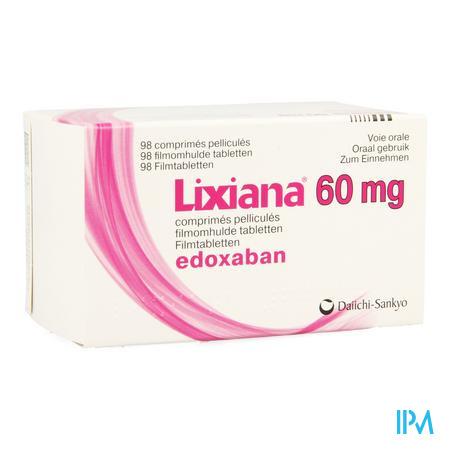 98 comprimés pelliculés
98 filmomhulde tabletten
98 Filmtabletten
Voie orale
Oraal gebruik
Zum Einnehmen
Lixiana® 60 mg
comprimés pelliculés
filmomhulde tabletten
Filmtabletten
edoxaban
Daiichi-Sankyo
IPM